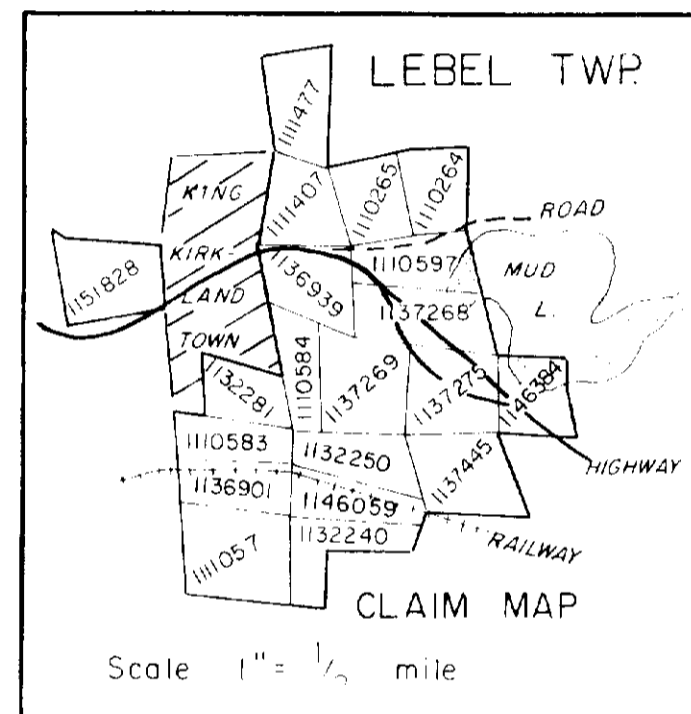 LEBEL TWP.
1111477
KING
1111407
1110265
1110264
ROAD
1151828
KIRK-
1136939
1110597
MUD
LAND
1137268
L.
TOWN
1132281
1110584
1137269
1137275
1146384
1110583
1132250
1137445
HIGHWAY
1136901
1146059
1132240
RAILWAY
1111057
CLAIM MAP
Scale 1" = 1/2 mile